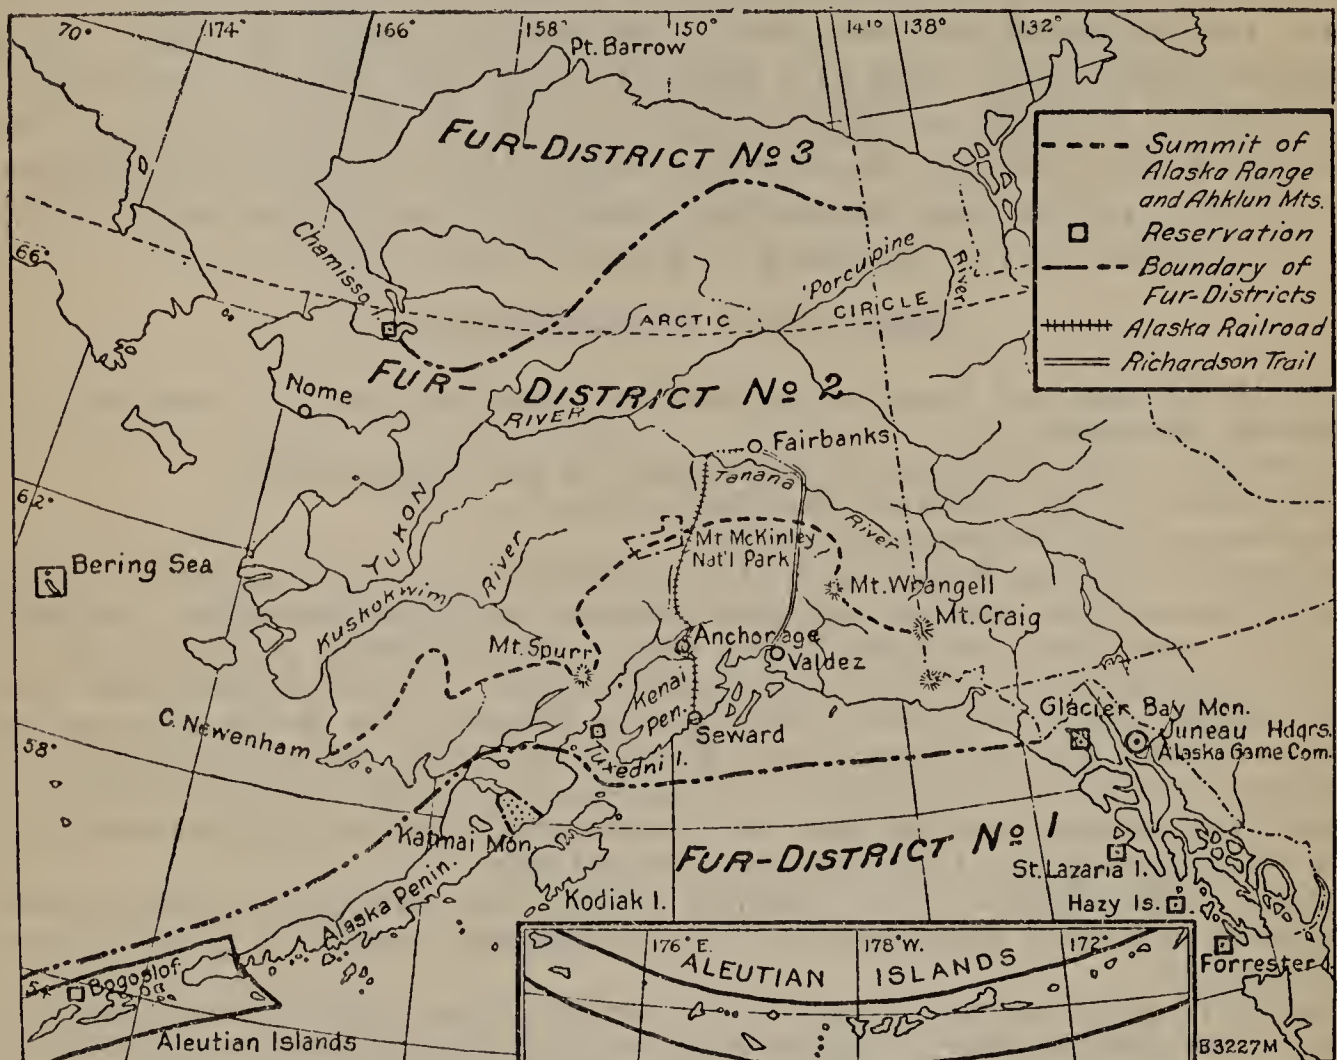 70°
174°
166°
158°
150°
141°
138°
132°
Pt. Barrow
FUR-DISTRICT Nº 3
Summit of
Alaska Range
and Ahklun Mts.
Reservation
Boundary of
Fur-Districts
Alaska Railroad
Richardson Trail
Chamisso I.
66°
Porcupine
River
ARCTIC
CIRCLE
FUR-DISTRICT Nº 2
Nome
RIVER
Fairbanks
Tanana
River
62°
YUKON
Mt McKinley
Nat'l Park
Bering Sea
Kuskokwim
River
Mt. Wrangell
Mt. Craig
Mt. Spurr
Anchorage
Valdez
Kenai
Pen.
C. Newenham
Seward
Glacier Bay Mon.
Juneau Hdqrs.
Alaska Game Com.
58°
Tuxedni I.
Katmai Mon.
FUR-DISTRICT Nº 1
St. Lazaria I.
Alaska Penin.
Kodiak I.
Hazy Is.
Forrester
Bogoslof
Aleutian Islands
176° E.
178° W.
172°
ALEUTIAN ISLANDS
B3227M